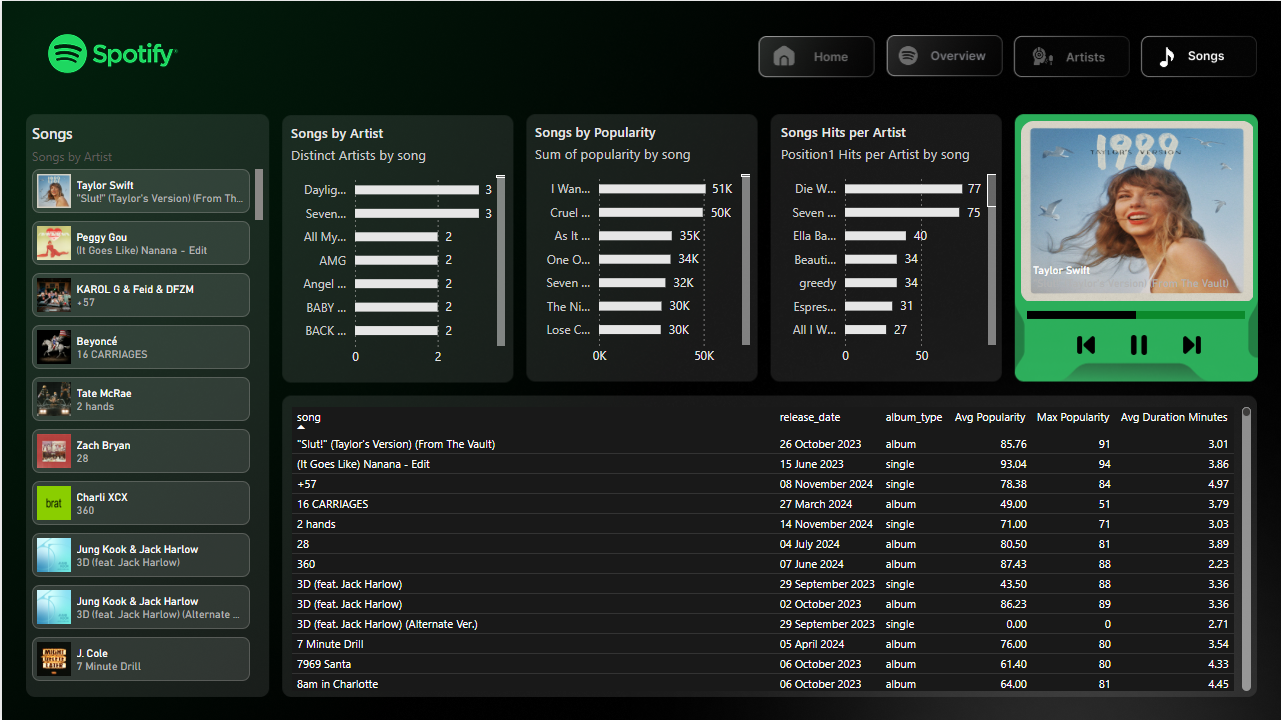 Spotify
Home
Overview
Artists
Songs
Songs
Songs by Artist
Taylor Swift
"Slut!" (Taylor's Version) (From Th...
Peggy Gou
(It Goes Like) Nanana - Edit
KAROL G & Feid & DFZM
+57
Beyoncé
16 CARRIAGES
Tate McRae
2 hands
Zach Bryan
28
brat
Charli XCX
360
Jung Kook & Jack Harlow
3D (feat. Jack Harlow)
Jung Kook & Jack Harlow
3D (feat. Jack Harlow) (Alternate ...
MIGHT DELETE LATER
J. Cole
7 Minute Drill
Songs by Artist
Distinct Artists by song
Daylig... 3
Seven... 3
All My... 2
AMG 2
Angel ... 2
BABY ... 2
BACK ... 2
0 2
Songs by Popularity
Sum of popularity by song
I Wan... 51K
Cruel ... 50K
As It ... 35K
One O... 34K
Seven ... 32K
The Ni... 30K
Lose C... 30K
0K 50K
Songs Hits per Artist
Position1 Hits per Artist by song
Die W... 77
Seven ... 75
Ella Ba... 40
Beauti... 34
greedy 34
Espres... 31
All I W... 27
0 50
1989
TAYLOR'S VERSION
Taylor Swift
Version) (From The Vault)
song release_date album_type Avg Popularity Max Popularity Avg Duration Minutes
"Slut!" (Taylor's Version) (From The Vault) 26 October 2023 album 85.76 91 3.01
(It Goes Like) Nanana - Edit 15 June 2023 single 93.04 94 3.86
+57 08 November 2024 single 78.38 84 4.97
16 CARRIAGES 27 March 2024 album 49.00 51 3.79
2 hands 14 November 2024 single 71.00 71 3.03
28 04 July 2024 album 80.50 81 3.89
360 07 June 2024 album 87.43 88 2.23
3D (feat. Jack Harlow) 29 September 2023 single 43.50 88 3.36
3D (feat. Jack Harlow) 02 October 2023 album 86.23 89 3.36
3D (feat. Jack Harlow) (Alternate Ver.) 29 September 2023 single 0.00 0 2.71
7 Minute Drill 05 April 2024 album 76.00 80 3.54
7969 Santa 06 October 2023 album 61.40 80 4.33
8am in Charlotte 06 October 2023 album 64.00 81 4.45